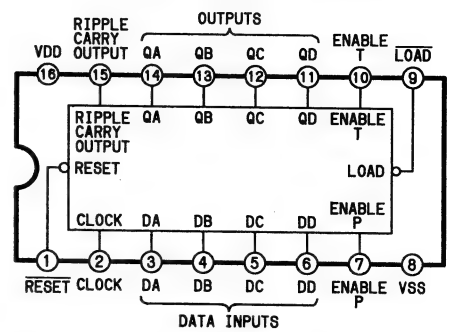 OUTPUTS
RIPPLE
CARRY
OUTPUT
VDD
QA QB QC QD
ENABLE
T
LOAD
16 15 14 13 12 11 10 9
RIPPLE
CARRY
OUTPUT
QA QB QC QD
ENABLE
T
RESET
LOAD
ENABLE
P
CLOCK DA DB DC DD
1 2 3 4 5 6 7 8
RESET CLOCK DA DB DC DD ENABLE
P
VSS
DATA INPUTS